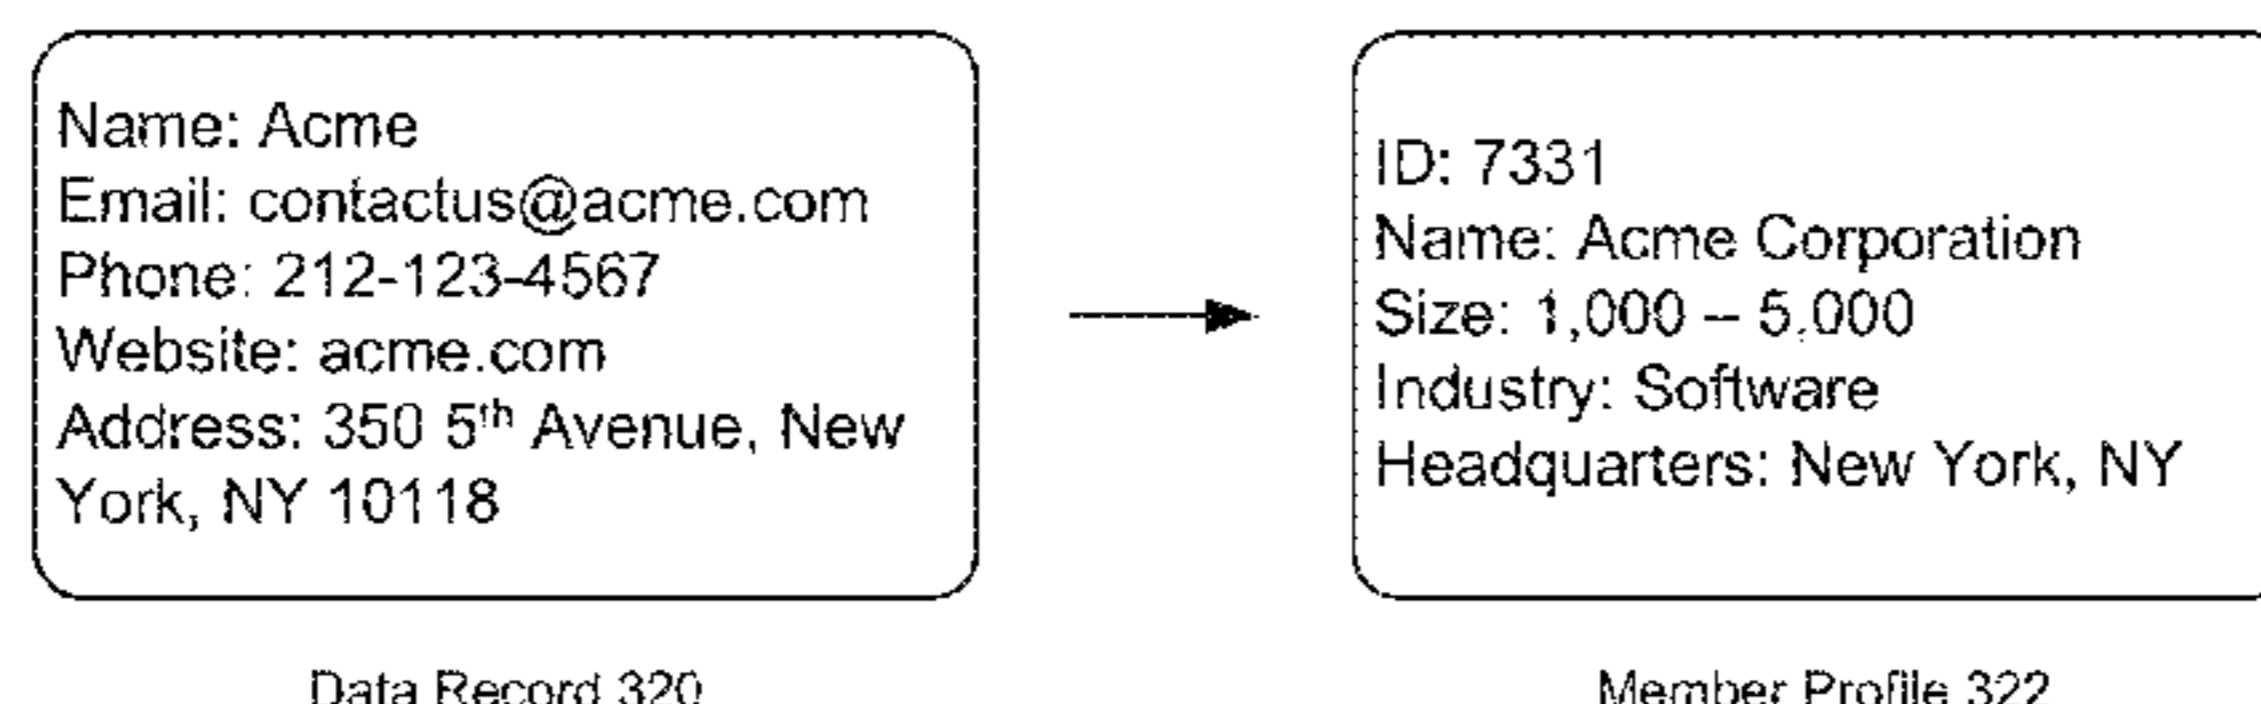 Name: Acme
Email: contactus@acme.com
Phone: 212-123-4567
Website: acme.com
Address: 350 5th Avenue, New
York, NY 10118
ID: 7331
Name: Acme Corporation
Size: 1,000 – 5,000
Industry: Software
Headquarters: New York, NY
Data Record 320
Member Profile 322